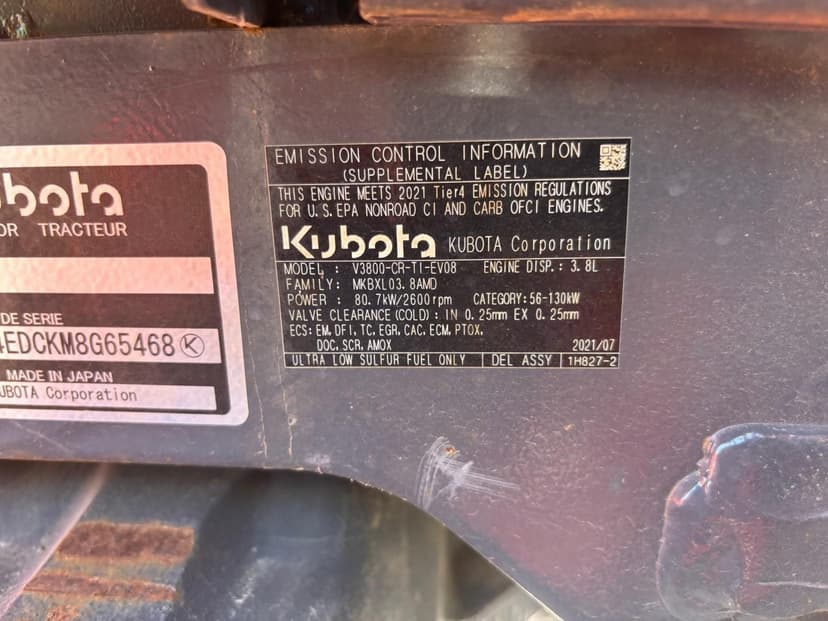 bota
OR TRACTEUR
DE SERIE
EDCKM8G65468 K
MADE IN JAPAN
UBOTA Corporation
EMISSION CONTROL INFORMATION
(SUPPLEMENTAL LABEL)
THIS ENGINE MEETS 2021 Tier4 EMISSION REGULATIONS
FOR U.S. EPA NONROAD CI AND CARB OFCI ENGINES.
Kubota KUBOTA Corporation
MODEL : V3800-CR-TI-EV08 ENGINE DISP.: 3.8L
FAMILY: MKBXL03.8AMD
POWER : 80.7kW/2600rpm CATEGORY:56-130kW
VALVE CLEARANCE (COLD) : IN 0.25mm EX 0.25mm
ECS: EM, DFI, TC, EGR, CAC, ECM, PTOX,
DOC, SCR, AMOX 2021/07
ULTRA LOW SULFUR FUEL ONLY DEL ASSY 1H827-2